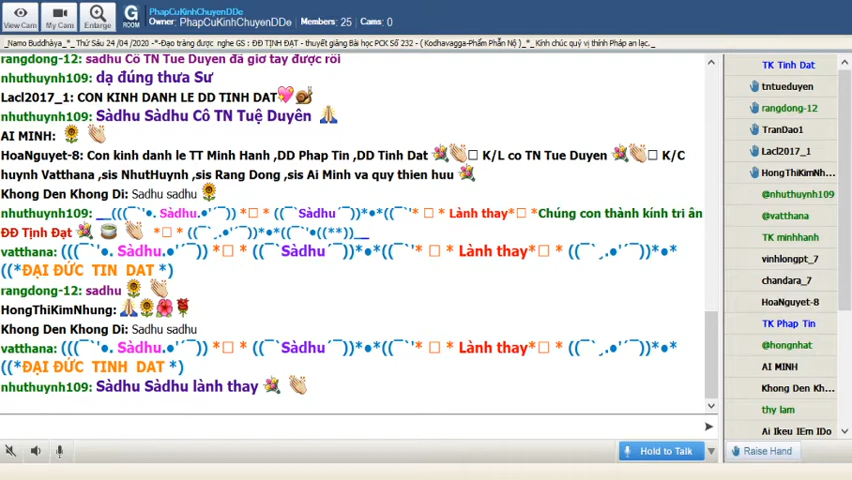 View Cam
My Cam
Enlarge
G
ROOM
PhapCuKinhChuyenDDe
Owner: PhapCuKinhChuyenDDe
Members: 25
Cams: 0
_Namo Buddhàya_*_ Thứ Sáu 24 /04 /2020 -*-Đạo tràng được nghe GS : ĐĐ TỊNH ĐẠT - thuyết giảng Bài học PCK Số 232 - ( Kodhavagga-Phẩm Phẫn Nộ )_*_ Kính chúc quý vị thính Pháp an lạc._
rangdong-12: sadhu Cô TN Tue Duyen đã giơ tay được rồi
nhuthuynh109: dạ đúng thưa Sư
Lacl2017_1: CON KINH DANH LE DD TINH DAT
nhuthuynh109: Sàdhu Sàdhu Cô TN Tuệ Duyên
AI MINH:
HoaNguyet-8: Con kinh danh le TT Minh Hanh ,DD Phap Tin ,DD Tinh Dat K/L co TN Tue Duyen K/C
huynh Vatthana ,sis NhutHuynh ,sis Rang Dong ,sis Ai Minh va quy thien huu
Khong Den Khong Di: Sadhu sadhu
nhuthuynh109: __(((¯`'•. Sàdhu.•'´¯)) *□ * ((¯`Sàdhu´¯))*•*((¯`'* □ * Lành thay*□ *Chúng con thành kính tri ân
ĐĐ Tịnh Đạt *□ * ((¯`¸.•'´¯))*•*((¯`•((**))__
vatthana: (((¯`'•. Sàdhu.•'´¯)) *□ * ((¯`Sàdhu´¯))*•*((¯`'* □ * Lành thay*□ * ((¯`¸.•'´¯))*•*
((*ĐẠI ĐỨC TIN DAT *)
rangdong-12: sadhu
HongThiKimNhung:
Khong Den Khong Di: Sadhu sadhu
vatthana: (((¯`'•. Sàdhu.•'´¯)) *□ * ((¯`Sàdhu´¯))*•*((¯`'* □ * Lành thay*□ * ((¯`¸.•'´¯))*•*
((*ĐẠI ĐỨC TINH DAT *)
nhuthuynh109: Sàdhu Sàdhu lành thay
Hold to Talk
TK Tinh Dat
tntueduyen
rangdong-12
TranDao1
Lacl2017_1
HongThiKimNh...
@nhuthuynh109
@vatthana
TK minhhanh
vinhlongpt_7
chandara_7
HoaNguyet-8
TK Phap Tin
@hongnhat
AI MINH
Khong Den Kh...
thy lam
Ai Ikeu IEm IDo
Raise Hand